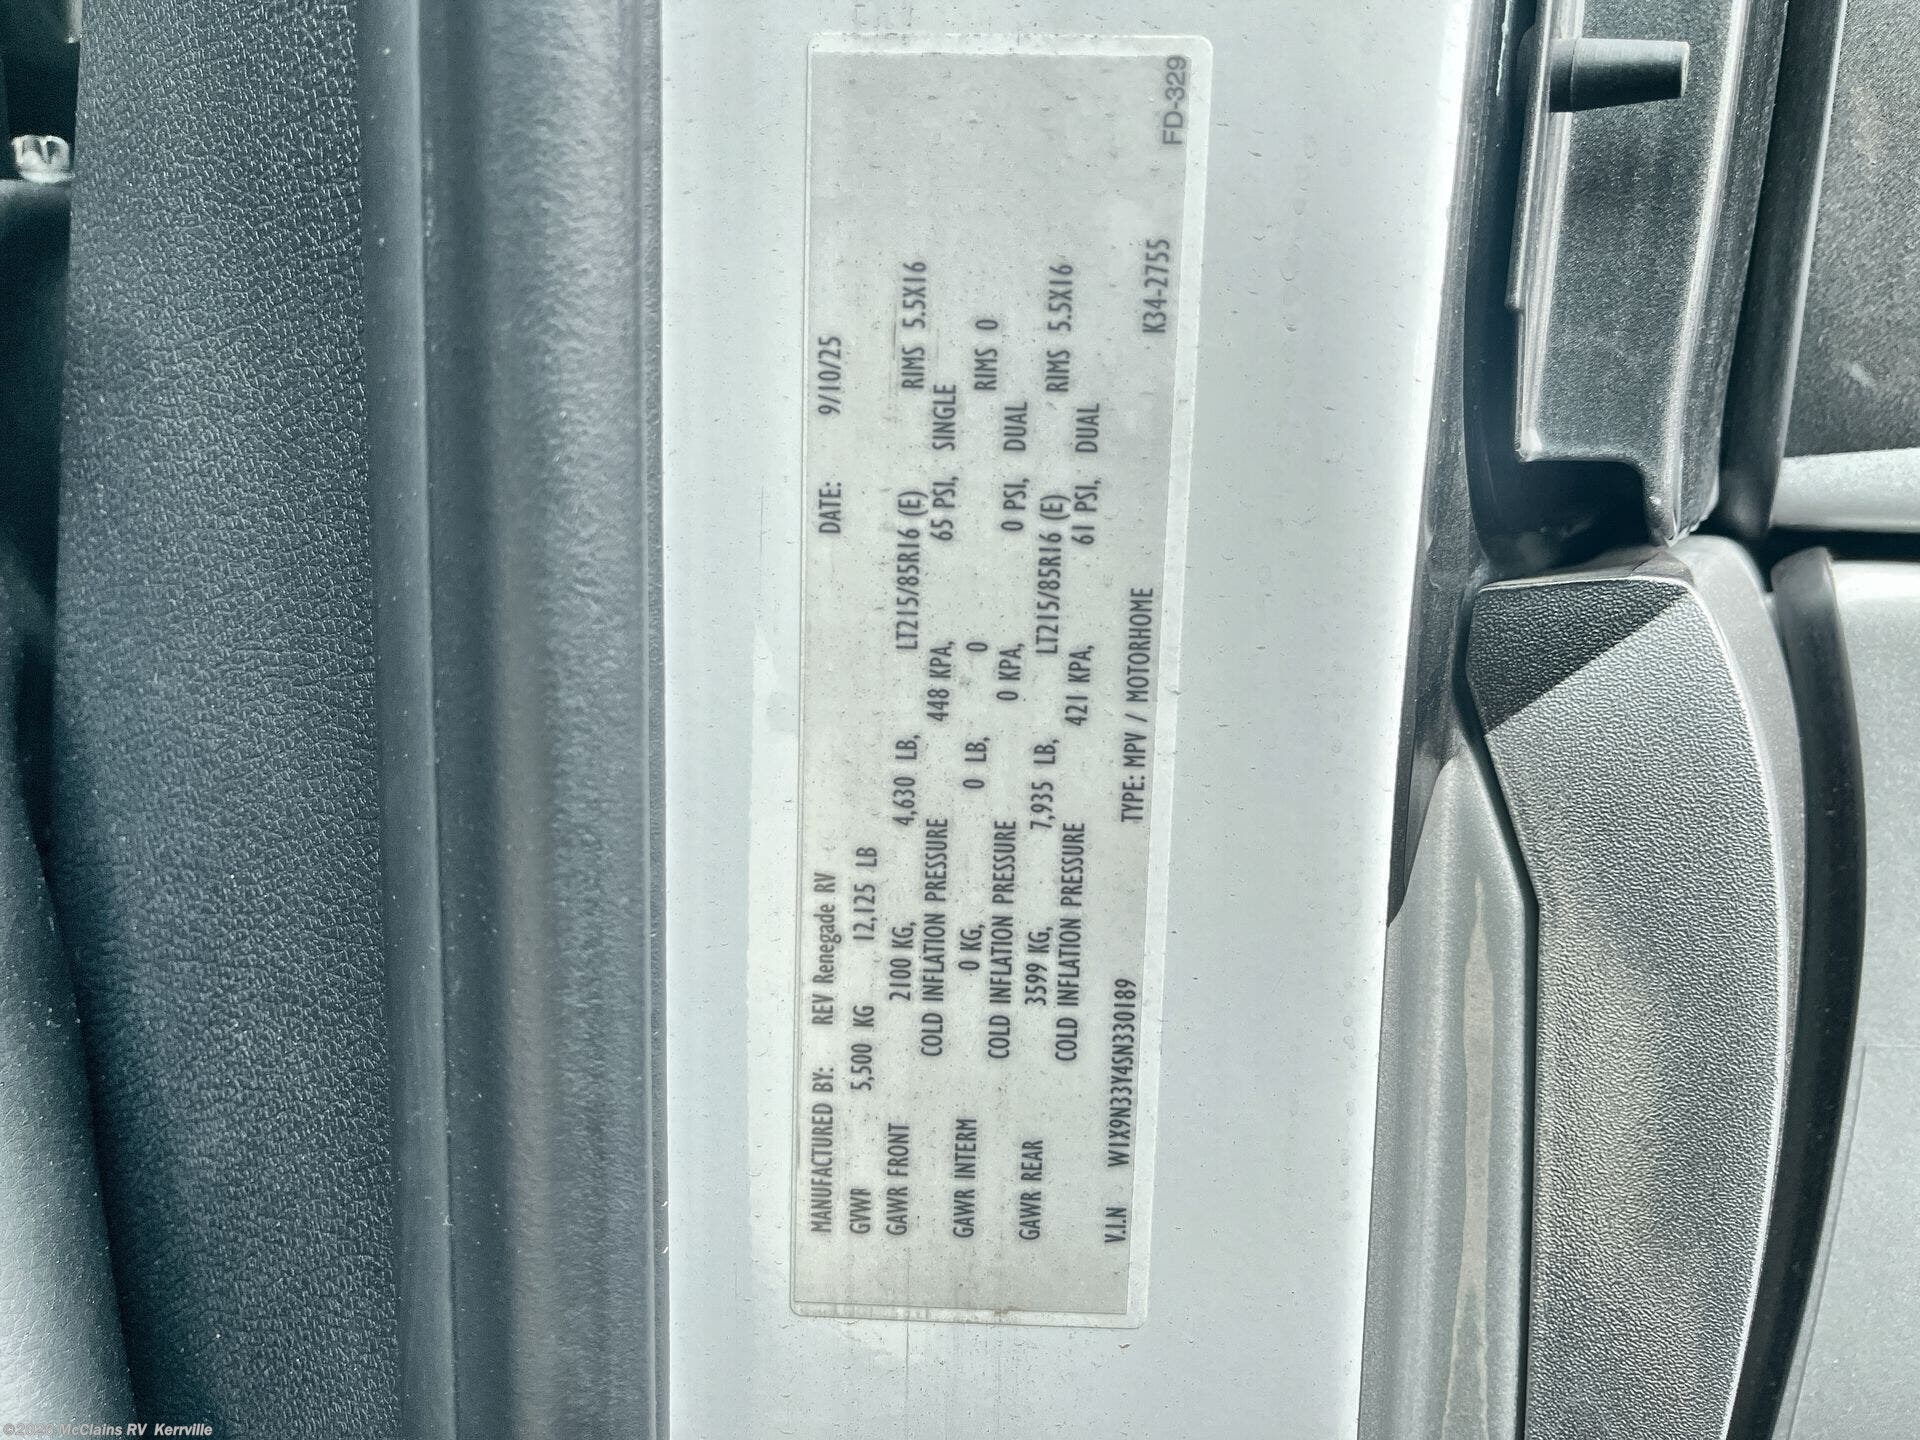 MANUFACTURED BY: REV Renegade RV DATE: 9/10/25
GVWR 5,500 KG 12,125 LB
GAWR FRONT 2100 KG, 4,630 LB, LT215/85R16 (E) RIMS 5.5X16
COLD INFLATION PRESSURE 448 KPA, 65 PSI, SINGLE
GAWR INTERM 0 KG, 0 LB, 0 RIMS 0
COLD INFLATION PRESSURE 0 KPA, 0 PSI, DUAL
GAWR REAR 3599 KG, 7,935 LB, LT215/85R16 (E) RIMS 5.5X16
COLD INFLATION PRESSURE 421 KPA, 61 PSI, DUAL
V.I.N W1X9N33Y4SN330189 TYPE: MPV / MOTORHOME K34-2755
FD-329
McClains RV Kerrville